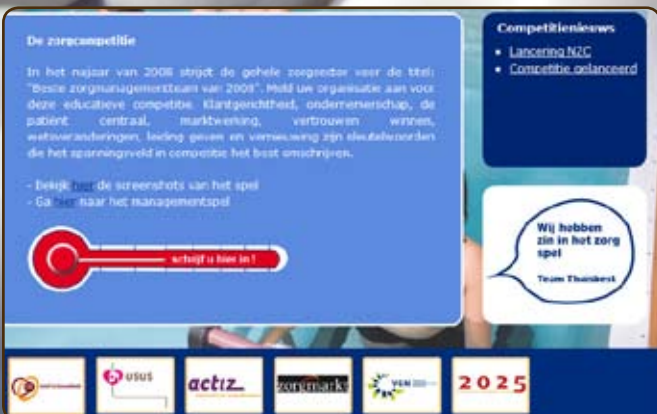 De zorgcompetitie
In het najaar van 2008 strijdt de gehele zorgsector voor de titel:
"Beste zorgmanagementteam van 2008". Meld uw organisatie aan voor
deze educatieve competitie. Klantgerichtheid, ondernemerschap, de
patiënt centraal, marktwerking, vertrouwen winnen,
wetsveranderingen, leiding geven en vernieuwing zijn sleutelwoorden
die het spanningsveld in competitie het best omschrijven.
- Bekijk hier de screenshots van het spel
- Ga hier naar het managementspel
schrijf u hier in !
Competitienieuws
Lancering NZC
Competitie gelanceerd
Wij hebben
zin in het zorg
spel
Team Thuisbest
usus
actiz
zorgmarkt
VGN
2025